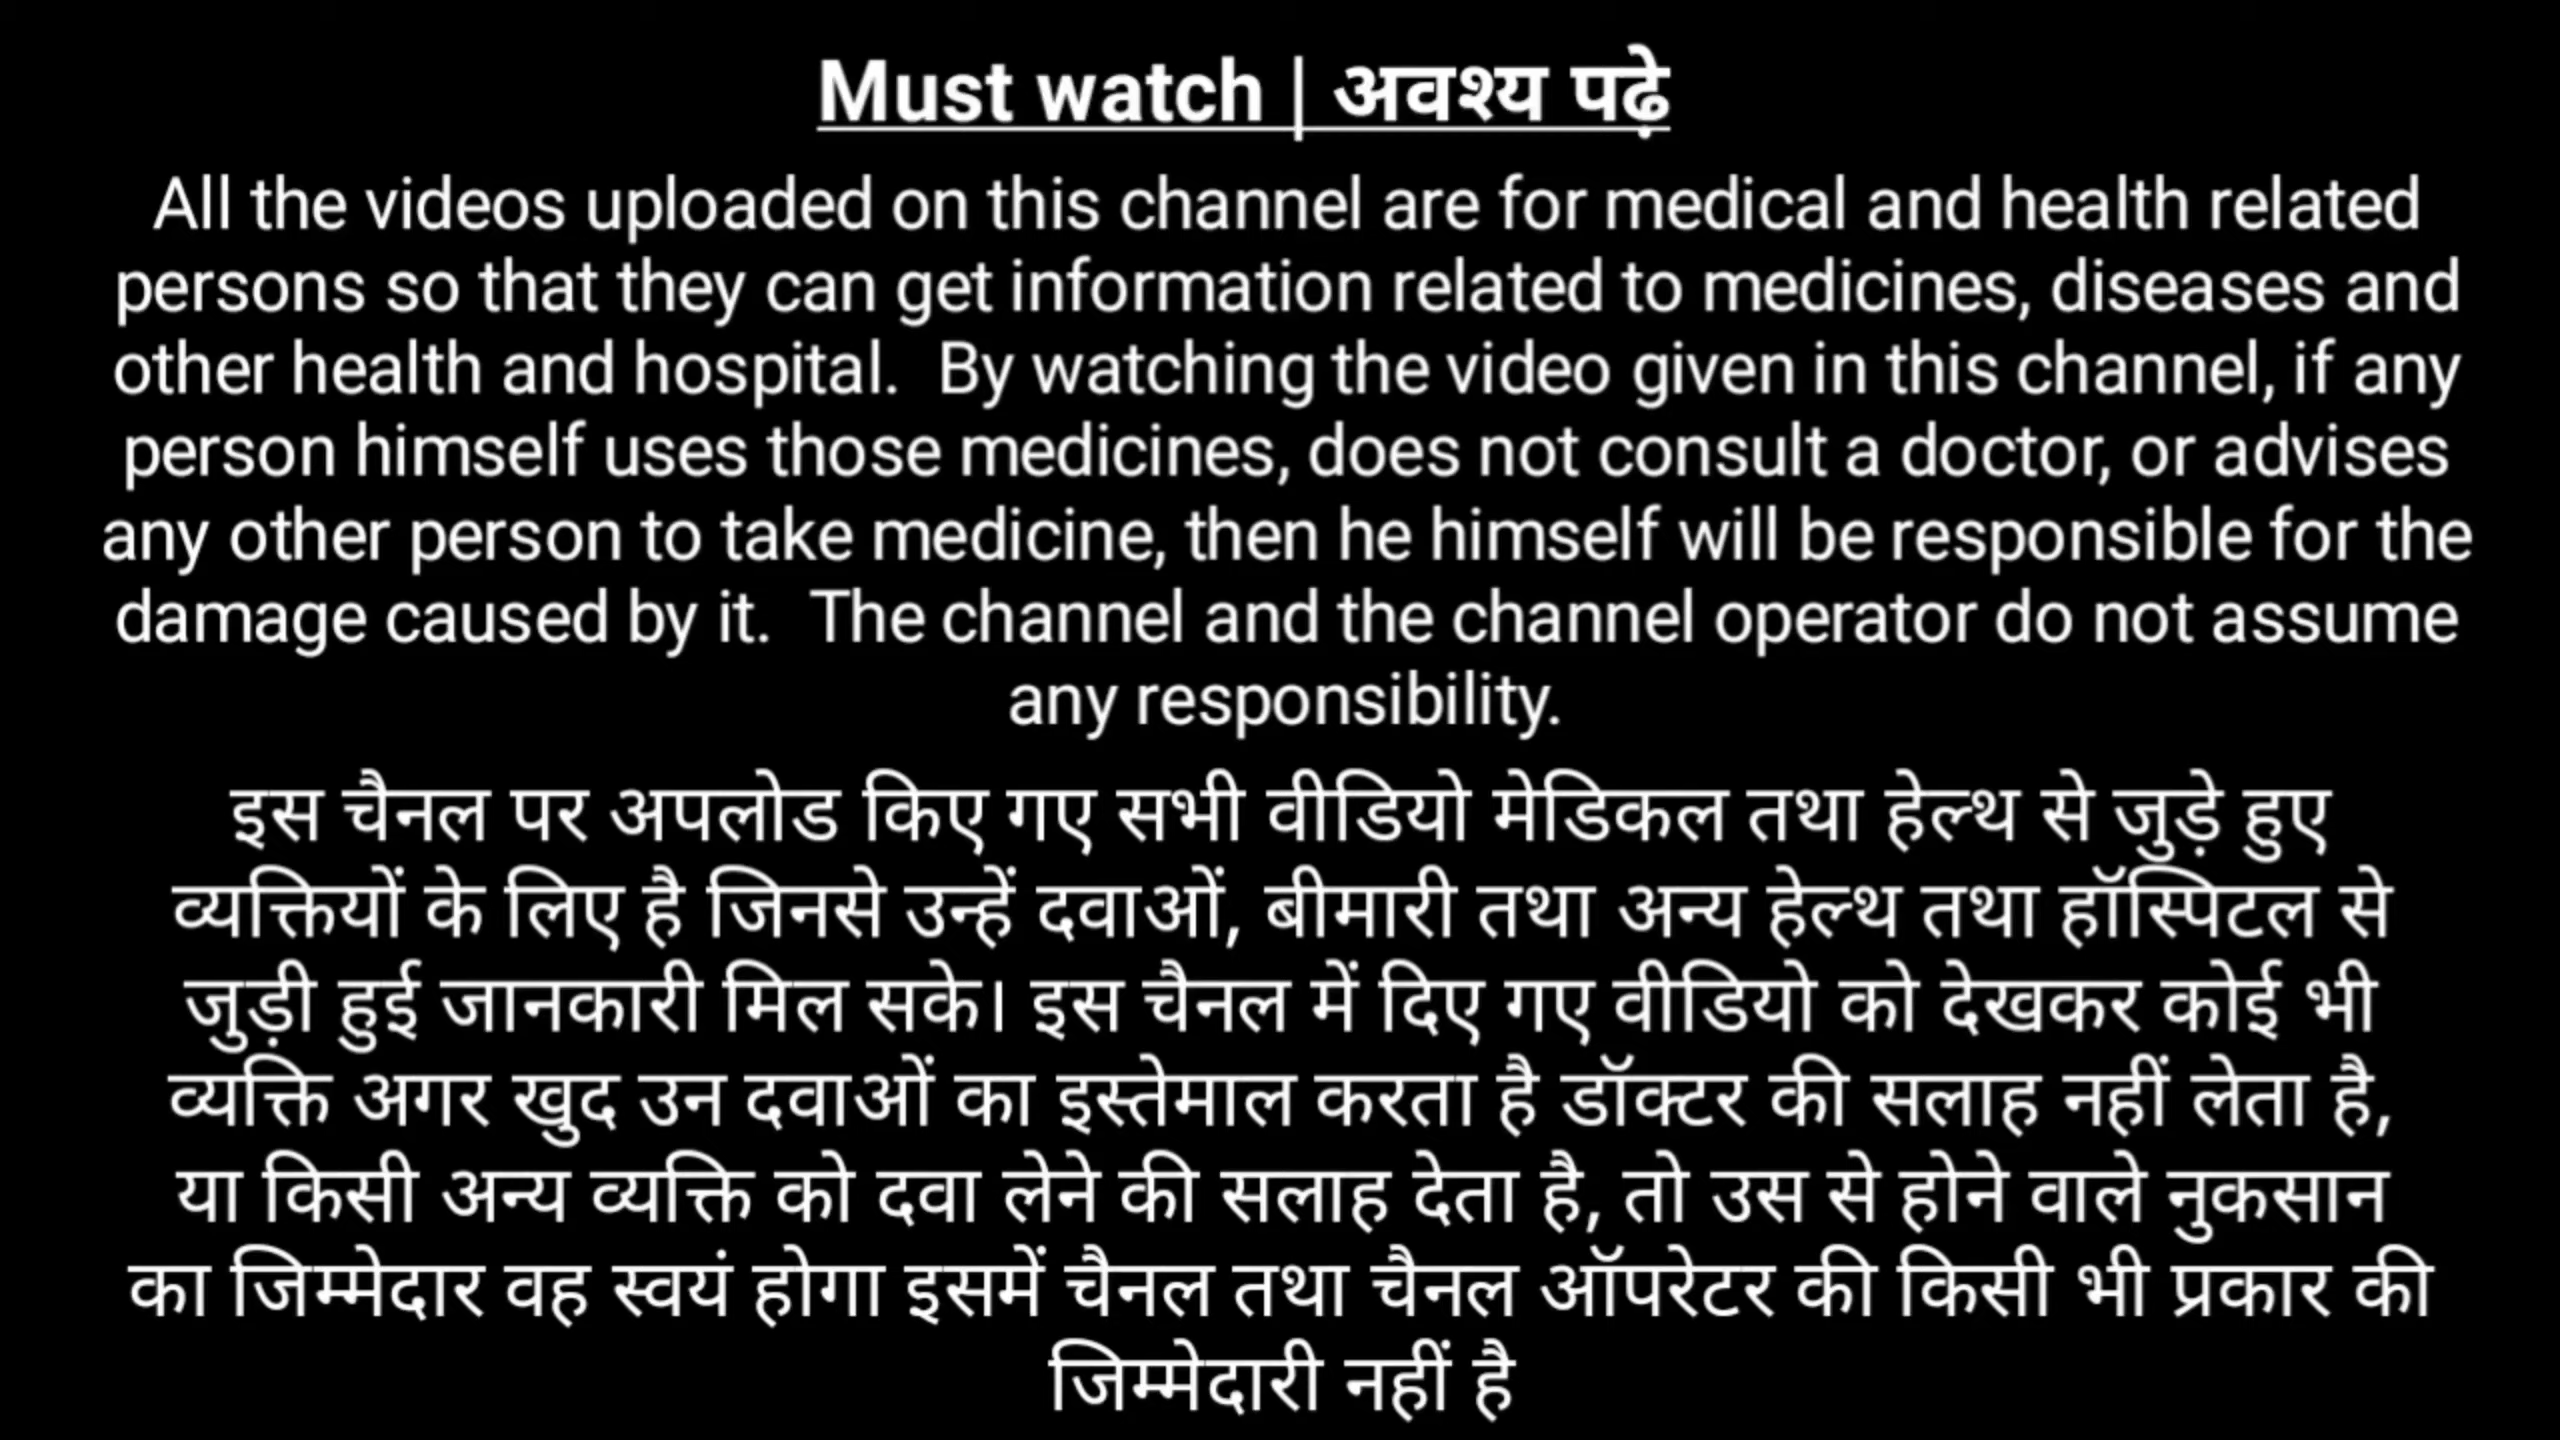 Must watch | अवश्य पढ़े
All the videos uploaded on this channel are for medical and health related
persons so that they can get information related to medicines, diseases and
other health and hospital.  By watching the video given in this channel, if any
person himself uses those medicines, does not consult a doctor, or advises
any other person to take medicine, then he himself will be responsible for the
damage caused by it.  The channel and the channel operator do not assume
any responsibility.
इस चैनल पर अपलोड किए गए सभी वीडियो मेडिकल तथा हेल्थ से जुड़े हुए
व्यक्तियों के लिए है जिनसे उन्हें दवाओं, बीमारी तथा अन्य हेल्थ तथा हॉस्पिटल से
जुड़ी हुई जानकारी मिल सके। इस चैनल में दिए गए वीडियो को देखकर कोई भी
व्यक्ति अगर खुद उन दवाओं का इस्तेमाल करता है डॉक्टर की सलाह नहीं लेता है,
या किसी अन्य व्यक्ति को दवा लेने की सलाह देता है, तो उस से होने वाले नुकसान
का जिम्मेदार वह स्वयं होगा इसमें चैनल तथा चैनल ऑपरेटर की किसी भी प्रकार की
जिम्मेदारी नहीं है